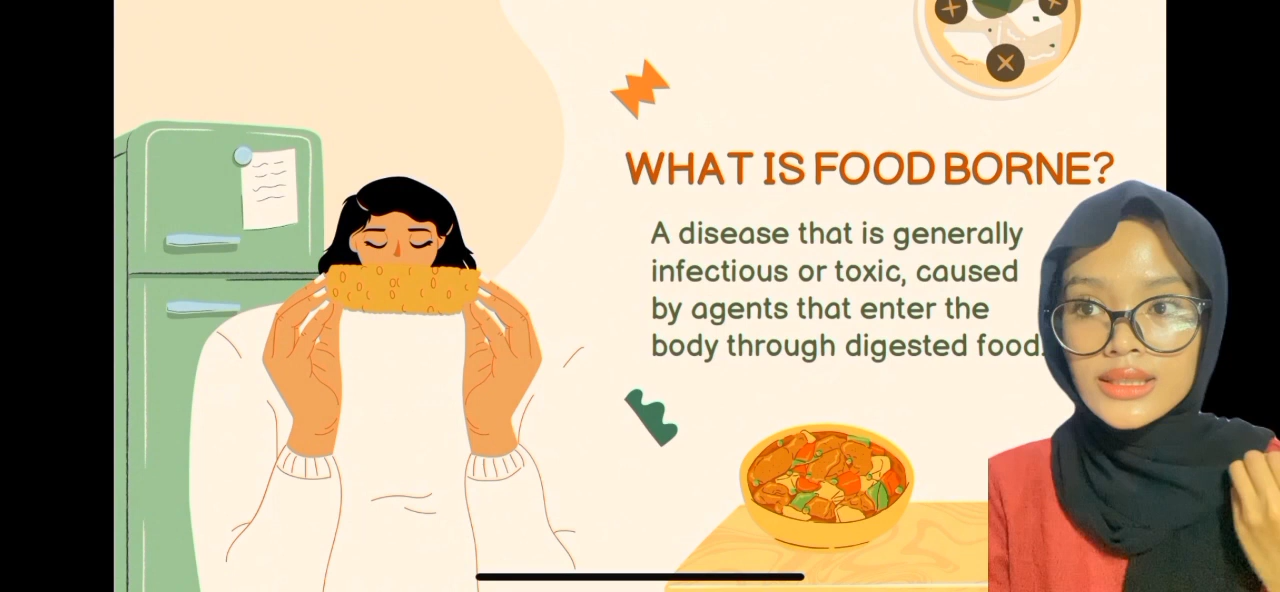 WHAT IS FOOD BORNE?
A disease that is generally
infectious or toxic, caused
by agents that enter the
body through digested food.